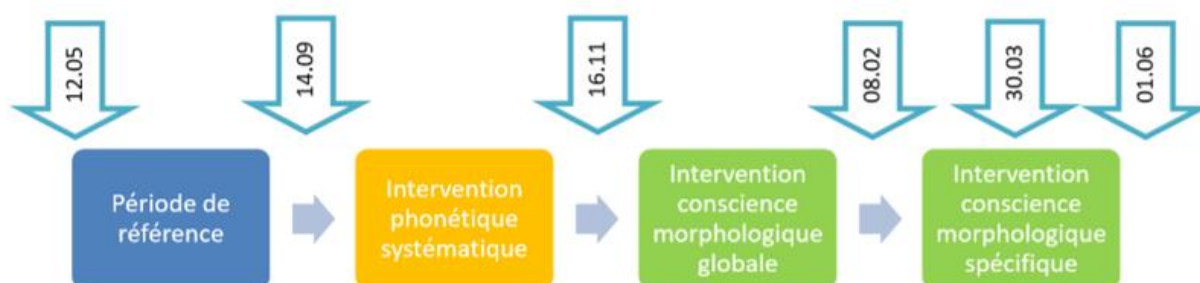 12.05
14.09
16.11
08.02
30.03
01.06
Période de
référence
Intervention
phonétique
systématique
Intervention
conscience
morphologique
globale
Intervention
conscience
morphologique
spécifique